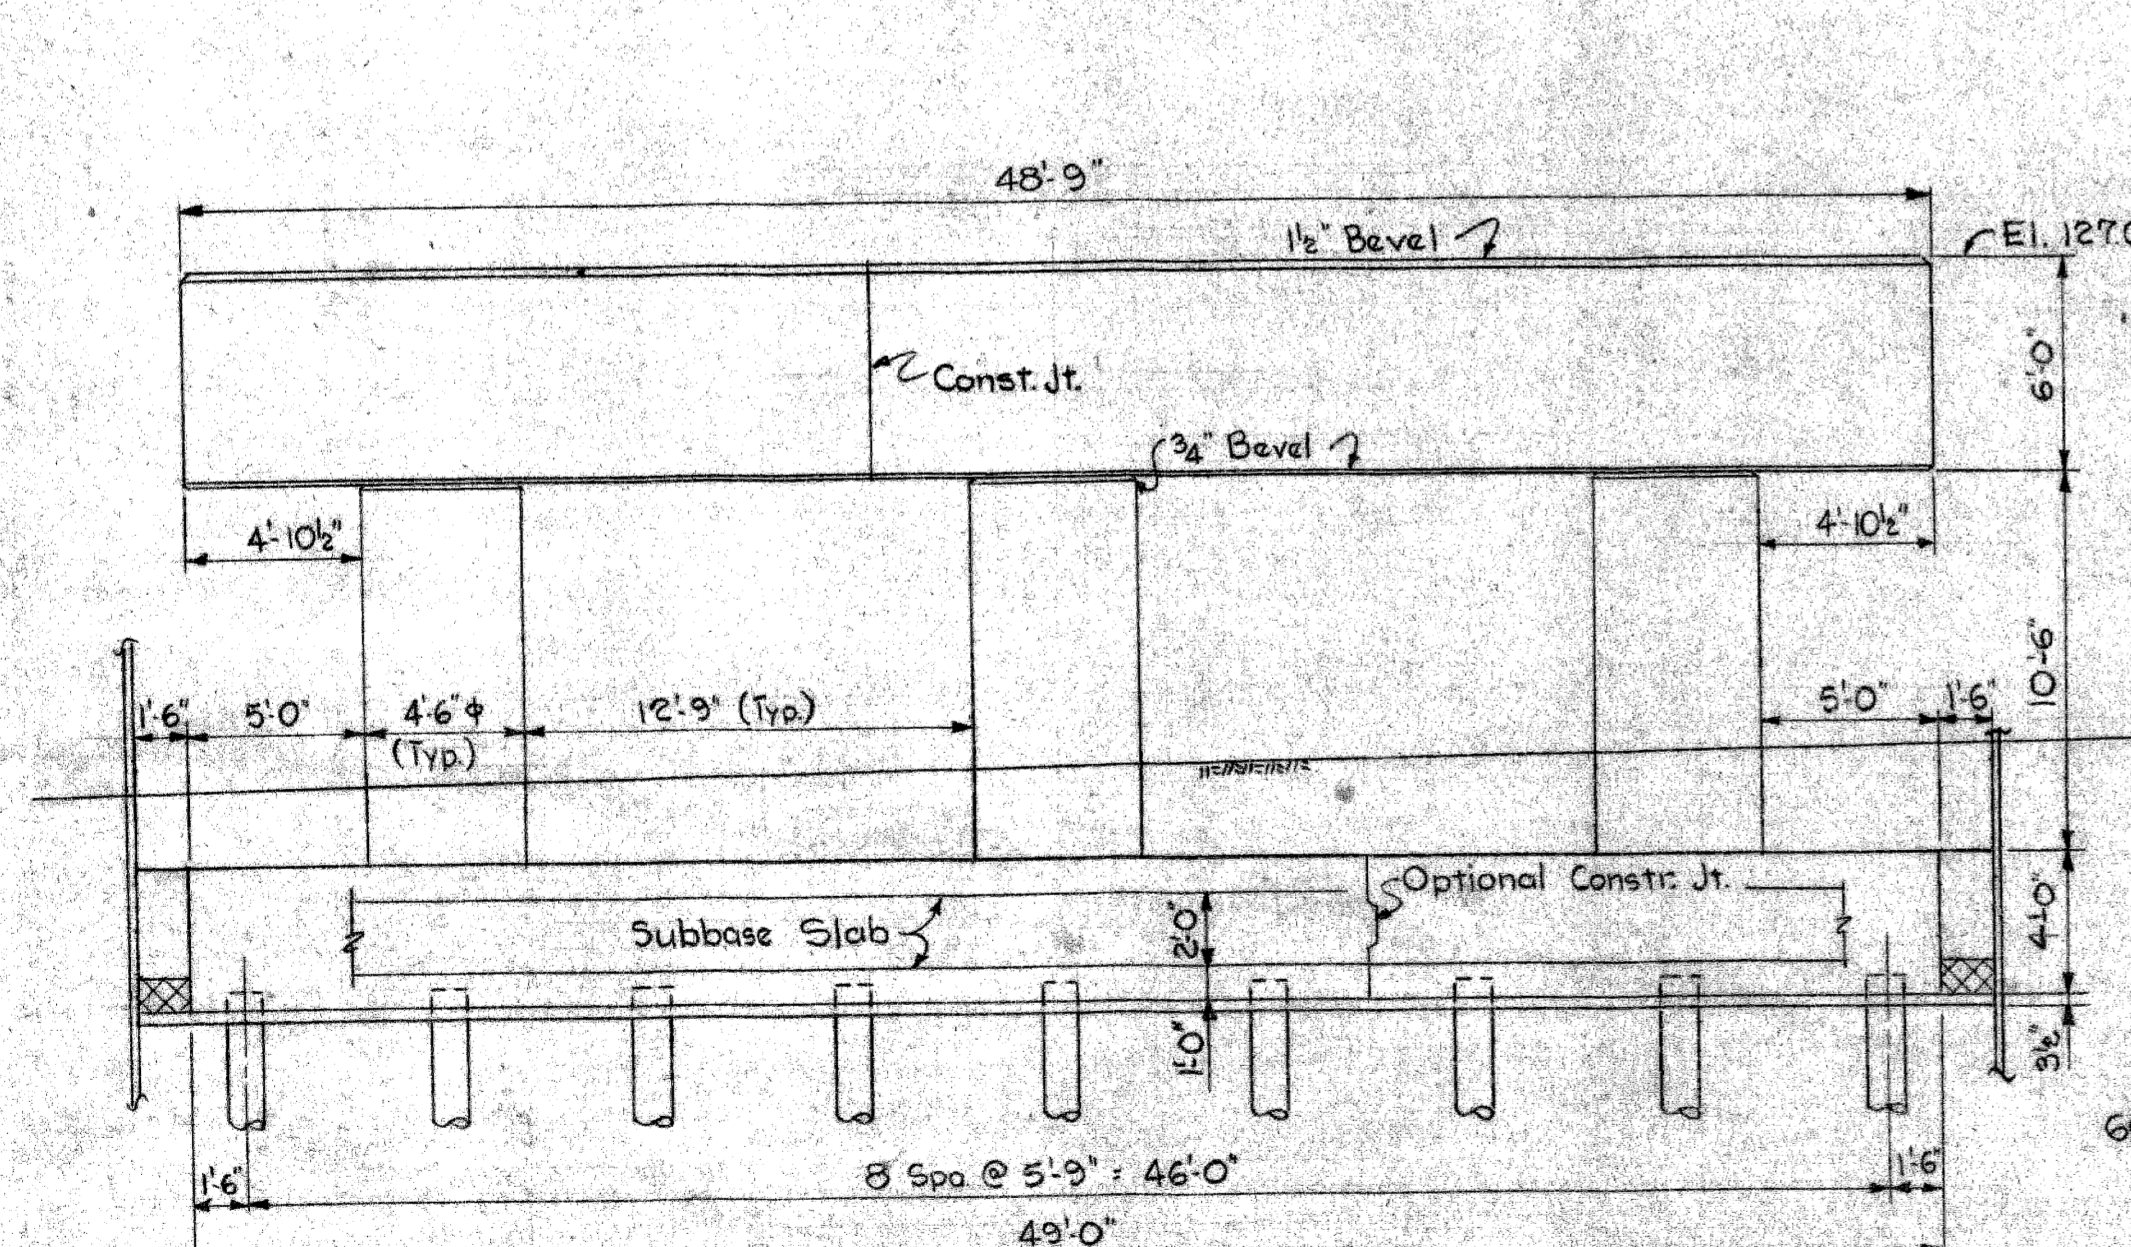 48'-9"
1½" Bevel
El. 127.0
6'-0"
Const. Jt.
¾" Bevel
4'-10½"
4'-10½"
10'-6"
1'-6"
5'-0"
4'-6" ϕ
(Typ.)
12'-9" (Typ.)
5'-0"
1'-6"
Optional Constr. Jt.
Subbase Slab
2'-0"
4'-0"
1'-0"
3½"
1'-6"
8 Spa @ 5'-9" = 46'-0"
1'-6"
49'-0"